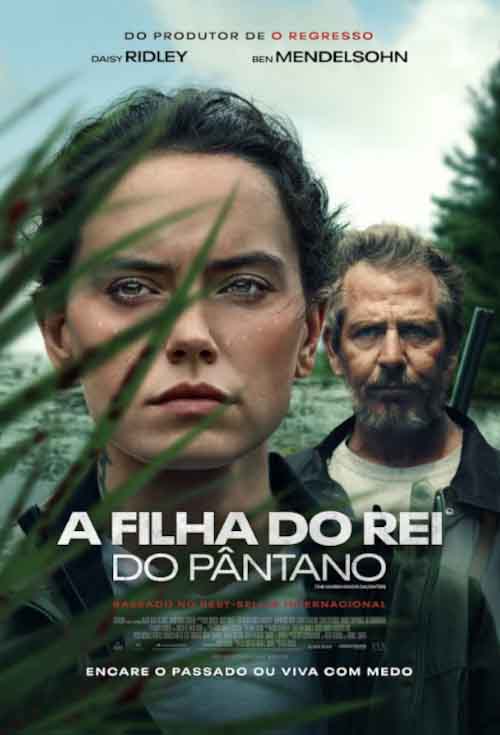 DO PRODUTOR DE O REGRESSO
DAISY RIDLEY BEN MENDELSOHN
A FILHA DO REI
DO PÂNTANO
(THE MARSH KING'S DAUGHTER)
BASEADO NO BEST-SELLER INTERNACIONAL
ENCARE O PASSADO OU VIVA COM MEDO